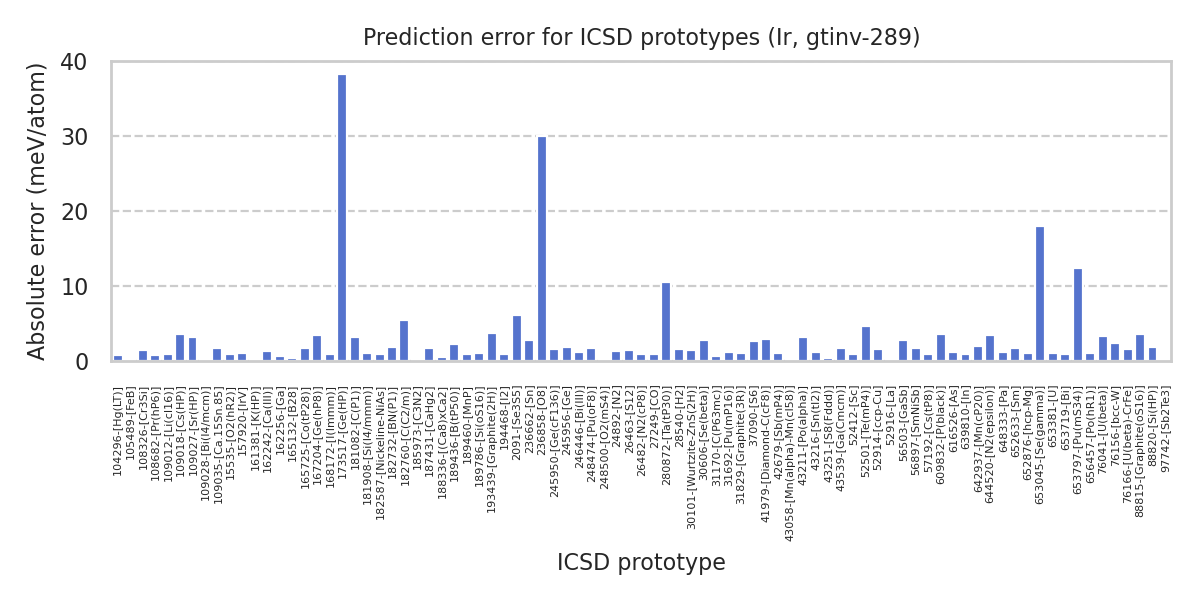 Prediction error for ICSD prototypes (Ir, gtinv-289)
Absolute error (meV/atom)
40
30
20
10
0
104296-[Hg(LT)]
105489-[FeB]
108326-[Cr3Si]
108682-[Pr(hP6)]
109012-[Li(cI16)]
109018-[Cs(HP)]
109027-[Sr(HP)]
109028-[Bi(I4/mcm)]
109035-[Ca.15Sn.85]
15535-[O2(hR2)]
157920-[IrV]
161381-[K(HP)]
162242-[Ca(III)]
162256-[Ga]
165132-[B28]
165725-[Co(tP28)]
167204-[Ge(hP8)]
168172-[I(Immm)]
173517-[Ge(HP)]
181082-[C(P1)]
181908-[Si(I4/mmm)]
182587-[Nickeline-NiAs]
182732-[BN(P1)]
182760-[C(C2/m)]
185973-[C3N2]
187431-[CaHg2]
188336-[(Ca8)xCa2]
189436-[B(tP50)]
189460-[MnP]
189786-[Si(oS16)]
193439-[Graphite(2H)]
194468-[I2]
20991-[Se3S5]
236662-[Sn]
236858-[O8]
245950-[Ge(cF136)]
245956-[Ge]
246446-[Bi(III)]
248474-[Pu(oF8)]
248500-[O2(mS4)]
24892-[N2]
26463-[S12]
26482-[N2(cP8)]
27249-[CO]
280872-[Ta(tP30)]
28540-[H2]
30101-[Wurtzite-ZnS(2H)]
30606-[Se(beta)]
31170-[C(P63mc)]
31692-[Pu(mP16)]
31829-[Graphite(3R)]
37090-[S6]
41979-[Diamond-C(cF8)]
42679-[Sb(mP4)]
43058-[Mn(alpha)-Mn(cI58)]
43211-[Po(alpha)]
43216-[Sn(tI2)]
43251-[S8(Fddd)]
43539-[Ga(Cmcm)]
52412-[Sc]
52501-[Te(mP4)]
52914-[ccp-Cu]
52916-[La]
56503-[GaSb]
56897-[SmNiSb]
57192-[Cs(tP8)]
609832-[P(black)]
616526-[As]
639810-[In]
642937-[Mn(cP20)]
644520-[N2(epsilon)]
648333-[Pa]
652633-[Sm]
652876-[hcp-Mg]
653045-[Se(gamma)]
653381-[U]
653719-[Bi]
653797-[Pu(mS34)]
656457-[Po(hR1)]
76041-[U(beta)]
76156-[bcc-W]
76166-[U(beta)-CrFe]
88815-[Graphite(oS16)]
88820-[Si(HP)]
97742-[Sb2Te3]
ICSD prototype